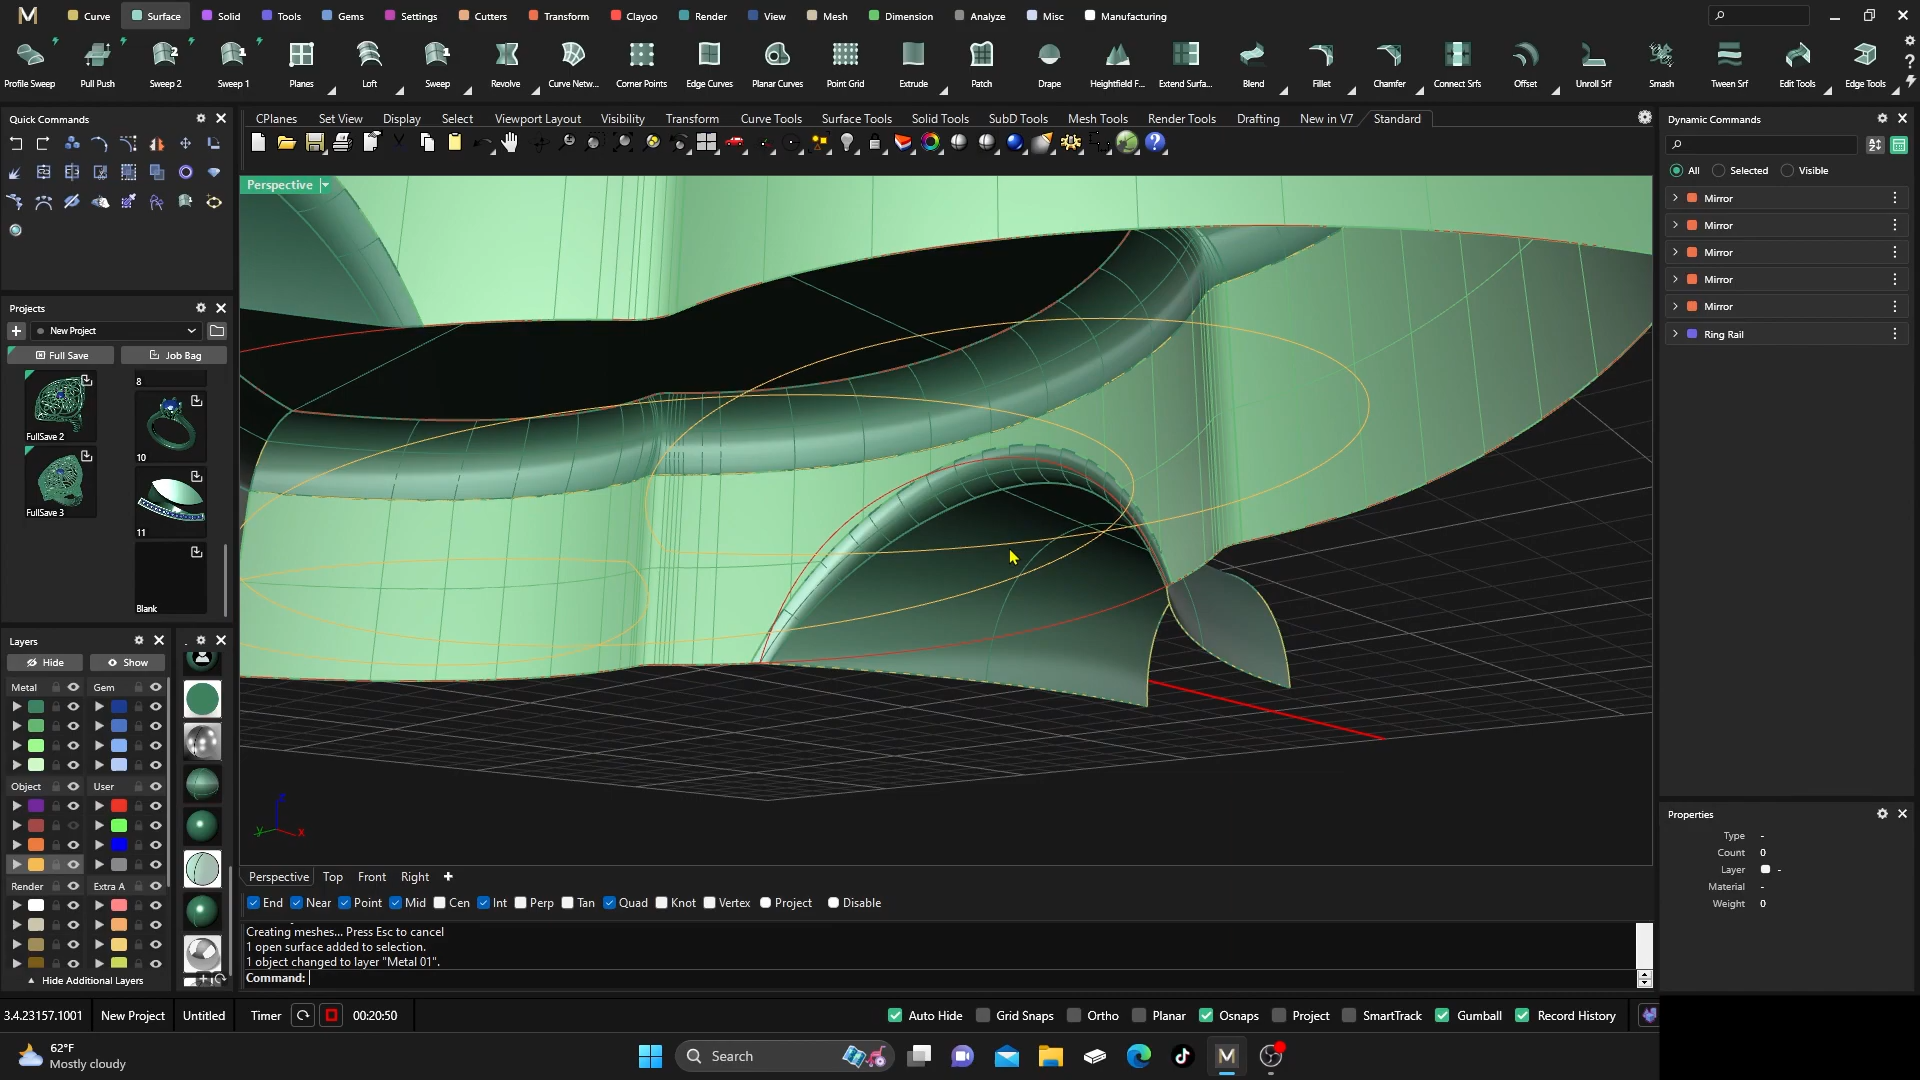 Curve Surface Solid Tools Gems Settings Cutters Transform Clayoo Render View Mesh Dimension Analyze Misc Manufacturing
Profile Sweep Pull Push Sweep 2 Sweep 1 Planes Loft Sweep Revolve Curve Netw... Corner Points Edge Curves Planar Curves Point Grid Extrude Patch Drape Heightfield F... Extend Surfa... Blend Fillet Chamfer Connect Srfs Offset Unroll Srf Smash Tween Srf Edit Tools Edge Tools
Quick Commands
CPlanes Set View Display Select Viewport Layout Visibility Transform Curve Tools Surface Tools Solid Tools SubD Tools Mesh Tools Render Tools Drafting New in V7 Standard
Dynamic Commands
All Selected Visible
Mirror
Mirror
Mirror
Mirror
Mirror
Ring Rail
Perspective
Projects
New Project
Full Save Job Bag
8
FullSave 2
10
FullSave 3
11
Blank
Layers
Hide Show
Metal Gem
Object User
Render Extra A
Hide Additional Layers
z
y x
Properties
Type -
Count 0
Layer -
Material -
Weight 0
Perspective Top Front Right
End Near Point Mid Cen Int Perp Tan Quad Knot Vertex Project Disable
Creating meshes... Press Esc to cancel
1 open surface added to selection.
1 object changed to layer "Metal 01".
Command:
3.4.23157.1001 New Project Untitled Timer 00:20:50 Auto Hide Grid Snaps Ortho Planar Osnaps Project SmartTrack Gumball Record History
62°F
Mostly cloudy
Search